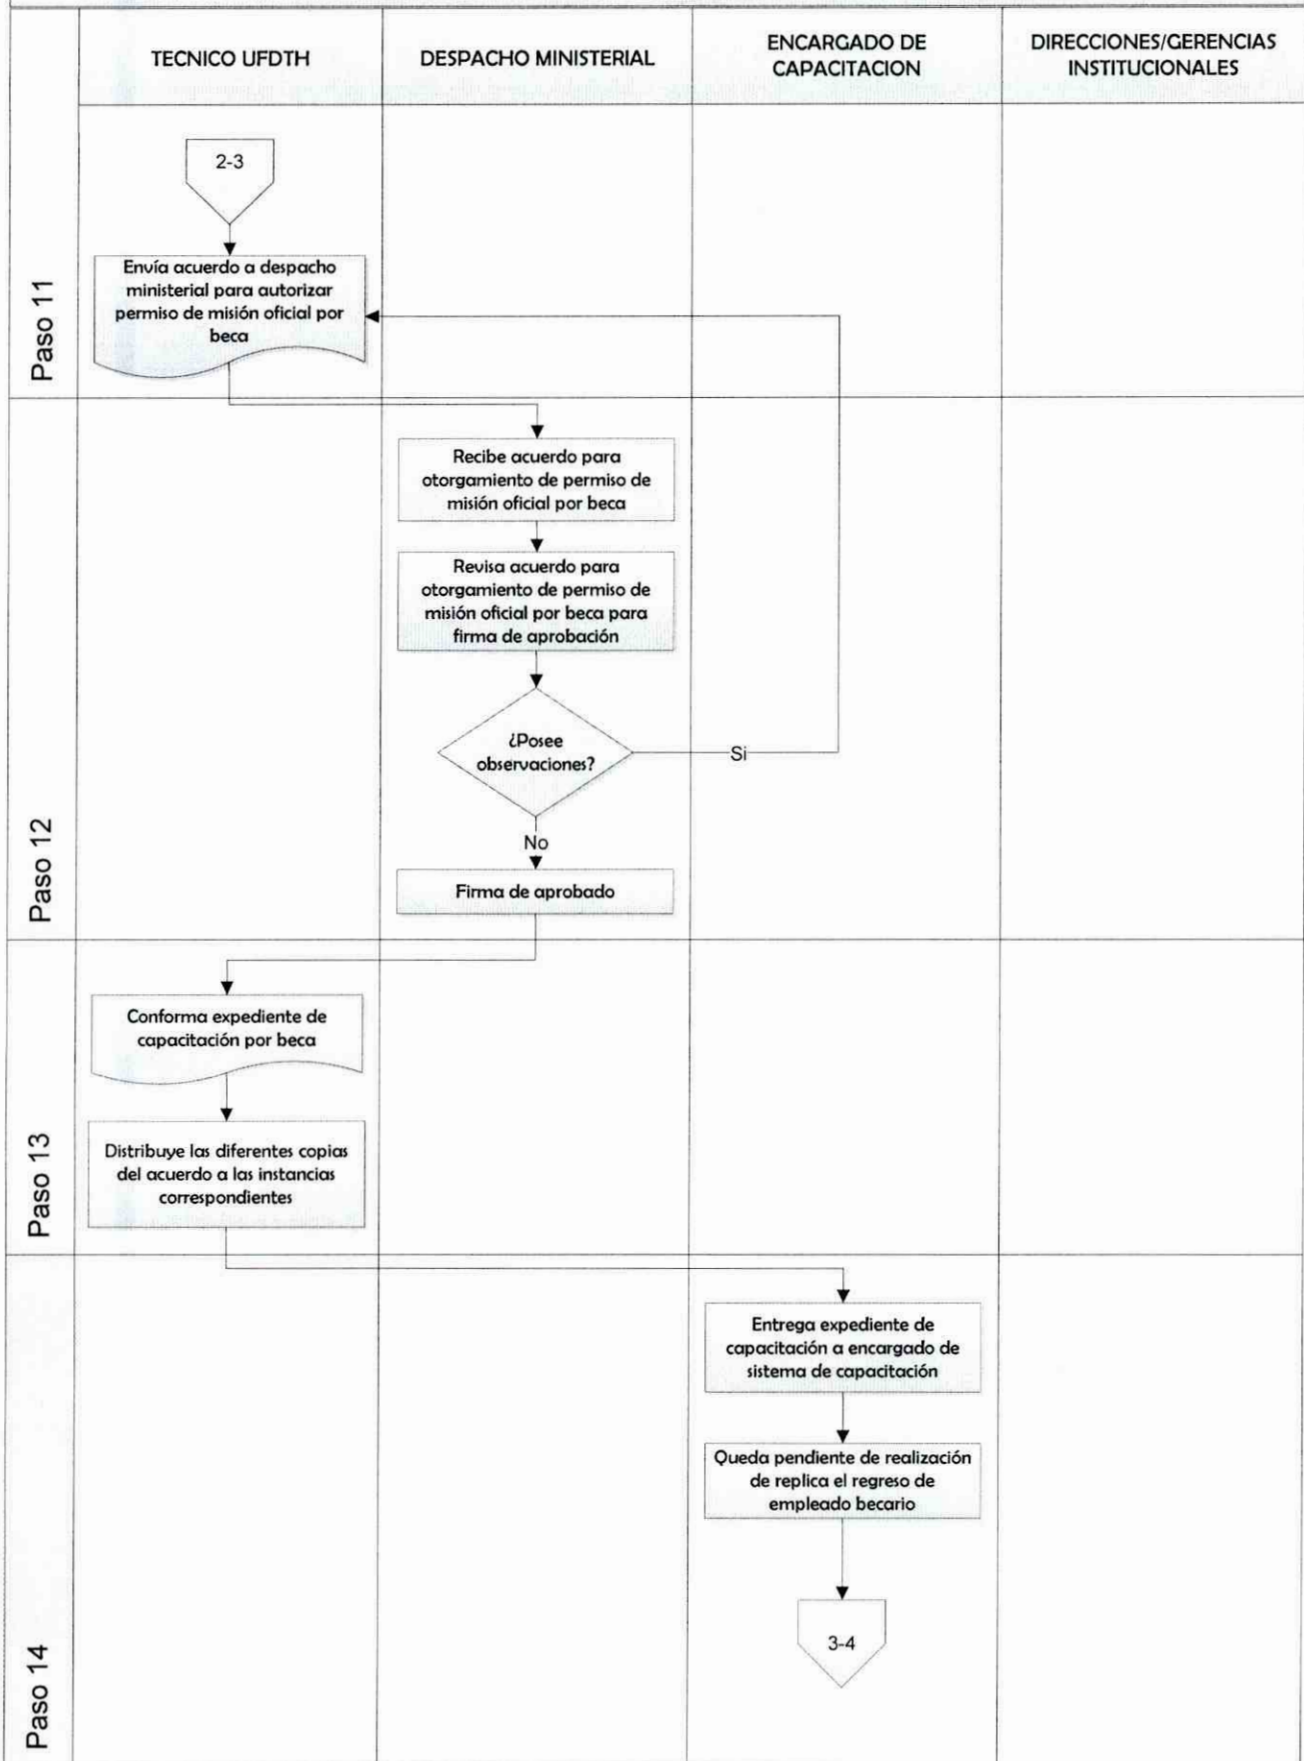 TECNICO UFDTH
DESPACHO MINISTERIAL
ENCARGADO DE
CAPACITACION
DIRECCIONES/GERENCIAS
INSTITUCIONALES
Paso 11
2-3
Envía acuerdo a despacho
ministerial para autorizar
permiso de misión oficial por
beca
Paso 12
Recibe acuerdo para
otorgamiento de permiso de
misión oficial por beca
Revisa acuerdo para
otorgamiento de permiso de
misión oficial por beca para
firma de aprobación
¿Posee
observaciones?
Si
No
Firma de aprobado
Paso 13
Conforma expediente de
capacitación por beca
Distribuye las diferentes copias
del acuerdo a las instancias
correspondientes
Paso 14
Entrega expediente de
capacitación a encargado de
sistema de capacitación
Queda pendiente de realización
de replica el regreso de
empleado becario
3-4